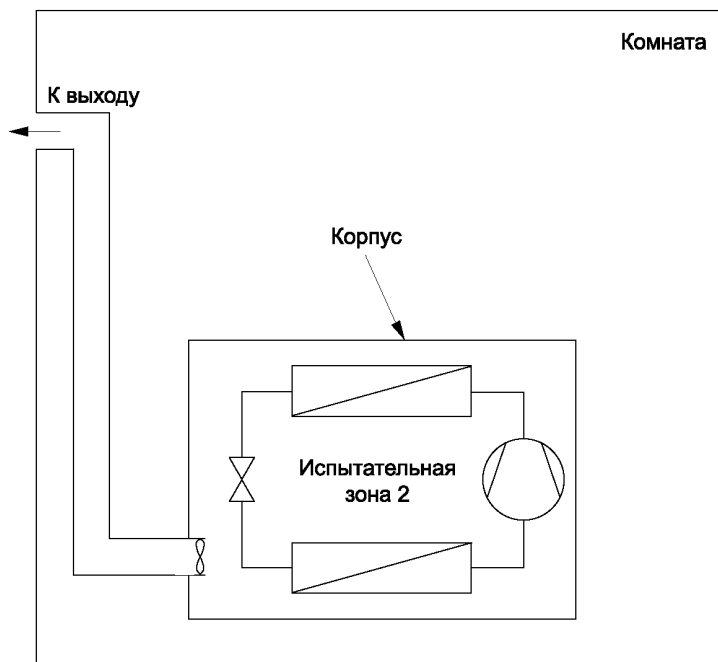 Комната
К выходу
Корпус
Испытательная
зона 2